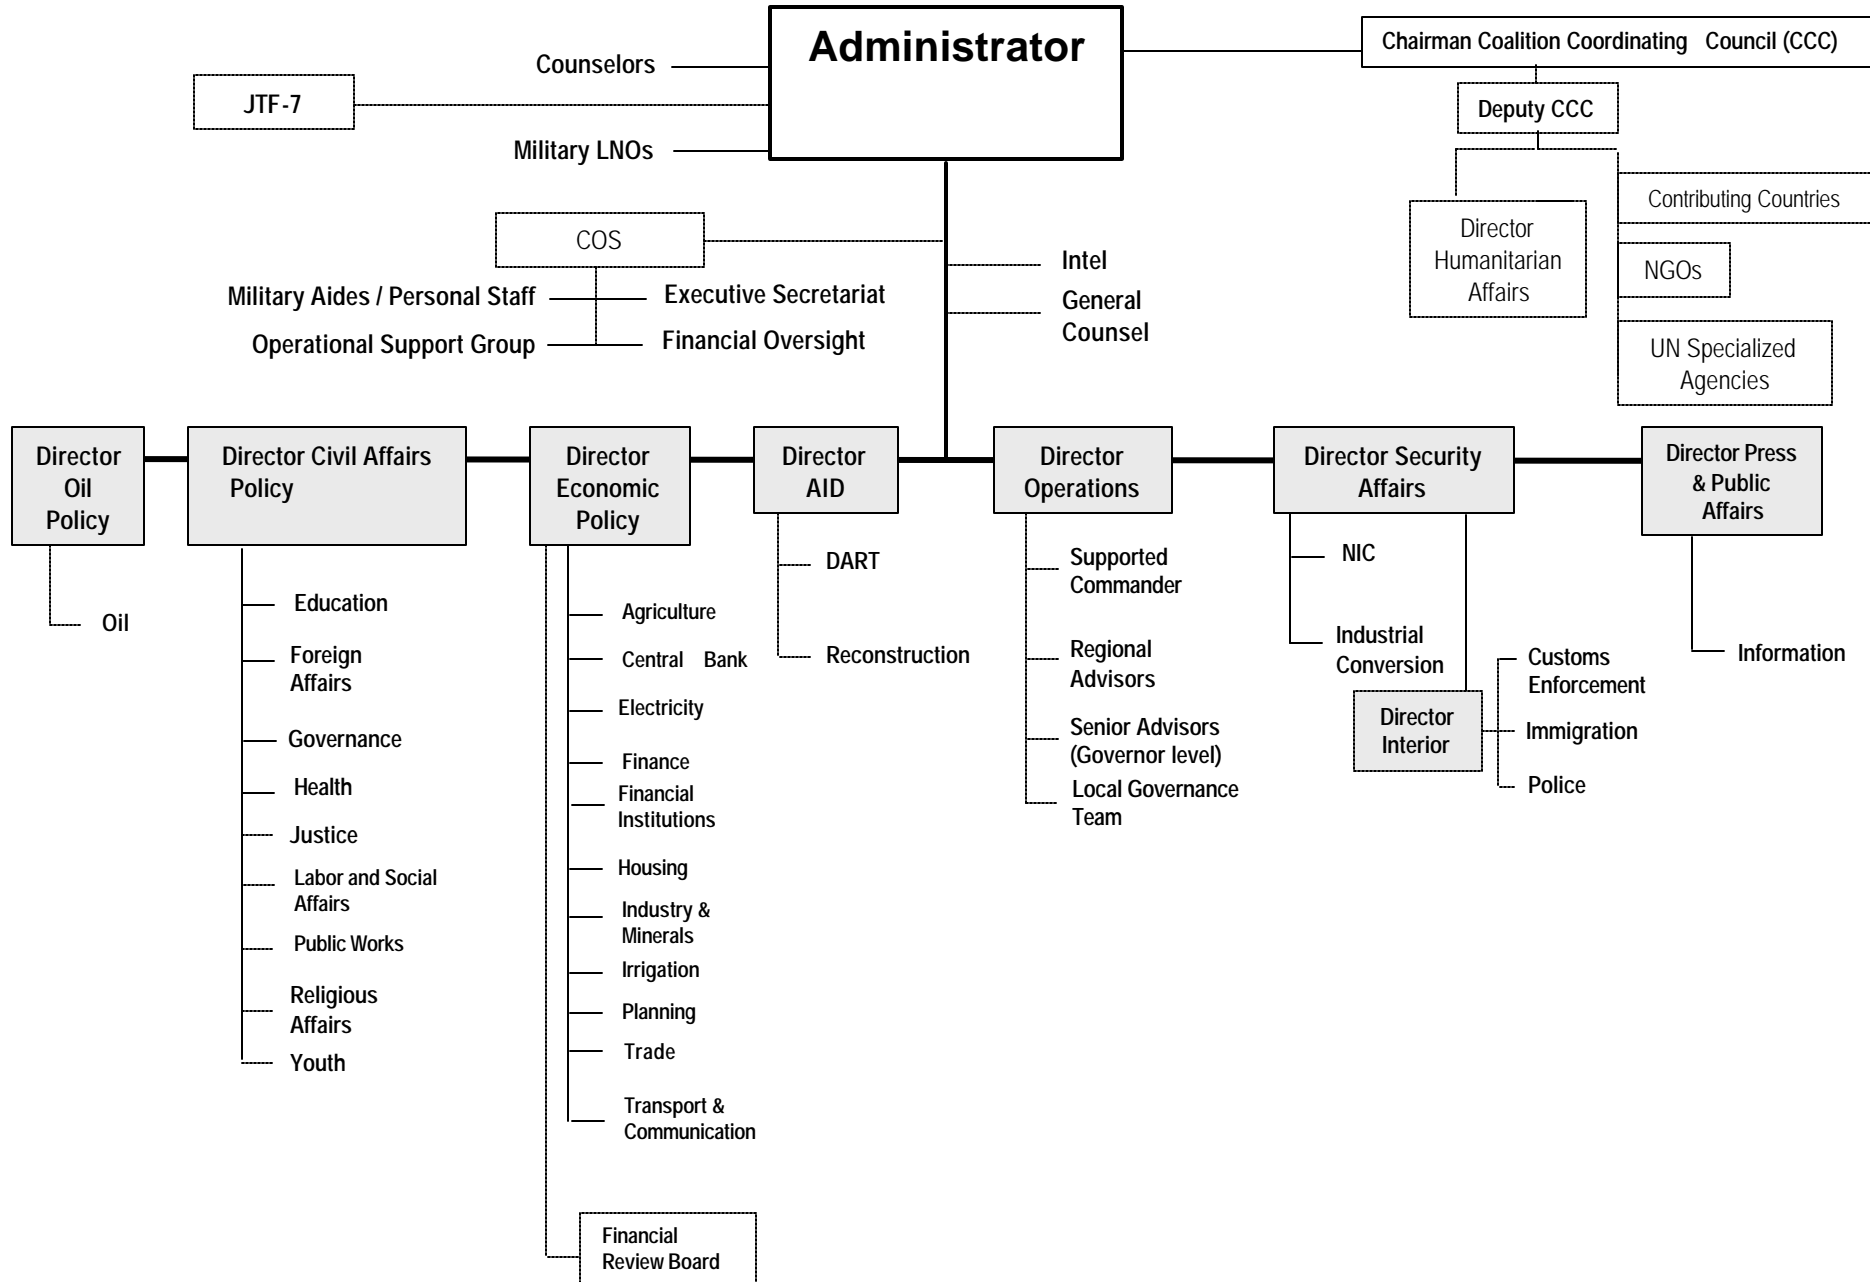 Administrator
Chairman Coalition Coordinating Council (CCC)
Counselors
JTF-7
Military LNOs
Deputy CCC
Contributing Countries
Director
Humanitarian
Affairs
NGOs
UN Specialized
Agencies
COS
Military Aides / Personal Staff
Executive Secretariat
Operational Support Group
Financial Oversight
Intel
General
Counsel
Director
Oil
Policy
Oil
Director Civil Affairs
Policy
Education
Foreign
Affairs
Governance
Health
Justice
Labor and Social
Affairs
Public Works
Religious
Affairs
Youth
Director
Economic
Policy
Agriculture
Central Bank
Electricity
Finance
Financial
Institutions
Housing
Industry &
Minerals
Irrigation
Planning
Trade
Transport &
Communication
Financial
Review Board
Director
AID
DART
Reconstruction
Director
Operations
Supported
Commander
Regional
Advisors
Senior Advisors
(Governor level)
Local Governance
Team
Director Security
Affairs
NIC
Industrial
Conversion
Director
Interior
Customs
Enforcement
Immigration
Police
Director Press
& Public
Affairs
Information